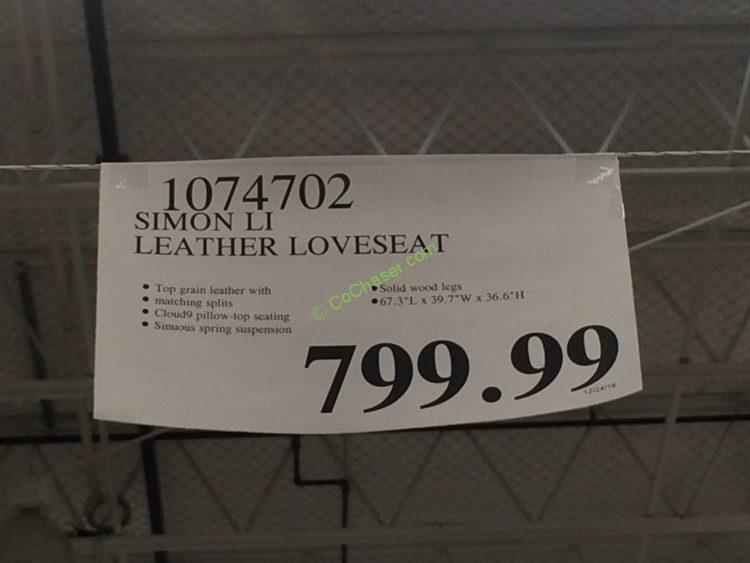 1074702
SIMON LI
LEATHER LOVESEAT
• Top grain leather with
• matching splits
• Cloud9 pillow-top seating
• Sinuous spring suspension
• Solid wood legs
• 67.3"L x 39.7"W x 36.6"H
799.99
12/24/16
© CoChaser.com